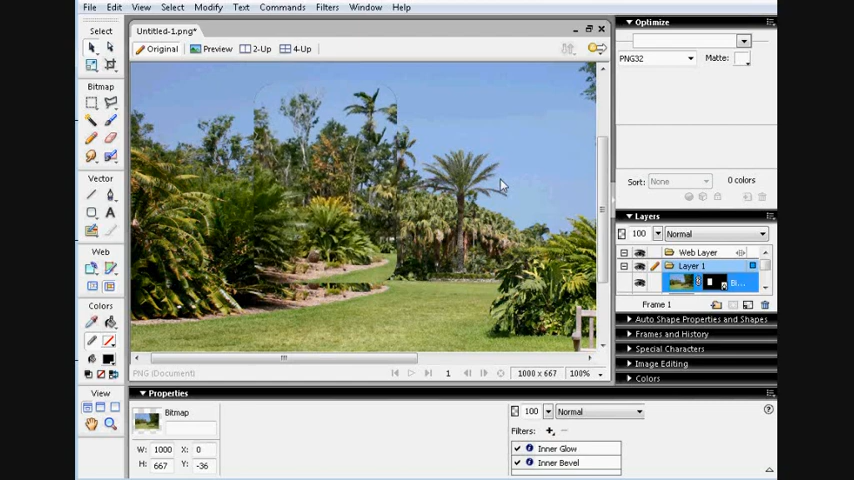 File Edit View Select Modify Text Commands Filters Window Help
Select
Bitmap
Vector
Web
Colors
View
Untitled-1.png*
Original Preview 2-Up 4-Up
PNG (Document)
1 1000 x 667 100%
Optimize
PNG32 Matte:
Sort: None 0 colors
Layers
100 Normal
Web Layer
Layer 1
Bi...
Frame 1
Auto Shape Properties and Shapes
Frames and History
Special Characters
Image Editing
Colors
Properties
Bitmap
W: 1000 X: 0
H: 667 Y: -36
100 Normal
Filters:
Inner Glow
Inner Bevel